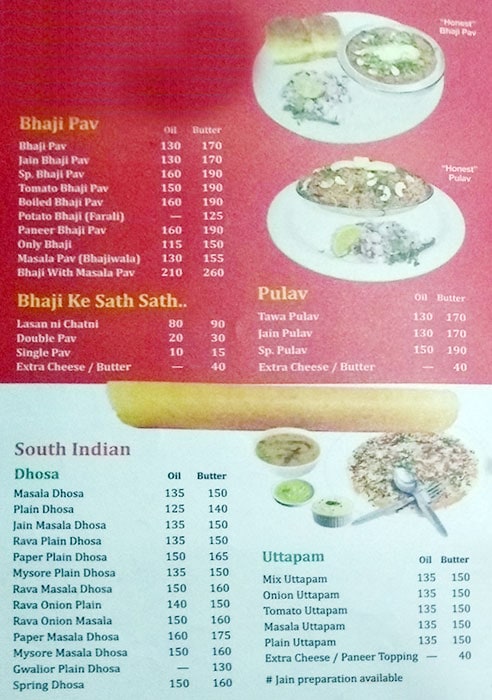 "Honest"
Bhaji Pav
Bhaji Pav Oil Butter
Bhaji Pav 130 170
Jain Bhaji Pav 130 170
Sp. Bhaji Pav 160 190
Tomato Bhaji Pav 150 190
Boiled Bhaji Pav 160 190
Potato Bhaji (Farali) — 125
Paneer Bhaji Pav 160 190
Only Bhaji 115 150
Masala Pav (Bhajiwala) 130 155
Bhaji With Masala Pav 210 260
"Honest"
Pulav
Bhaji Ke Sath Sath..
Lasan ni Chatni 80 90
Double Pav 20 30
Single Pav 10 15
Extra Cheese / Butter — 40
Pulav Oil Butter
Tawa Pulav 130 170
Jain Pulav 130 170
Sp. Pulav 150 190
Extra Cheese / Butter — 40
South Indian
Dhosa Oil Butter
Masala Dhosa 135 150
Plain Dhosa 125 140
Jain Masala Dhosa 135 150
Rava Plain Dhosa 135 150
Paper Plain Dhosa 150 165
Mysore Plain Dhosa 135 150
Rava Masala Dhosa 150 160
Rava Onion Plain 140 150
Rava Onion Masala 150 160
Paper Masala Dhosa 160 175
Mysore Masala Dhosa 150 160
Gwalior Plain Dhosa — 130
Spring Dhosa 150 160
Uttapam Oil Butter
Mix Uttapam 135 150
Onion Uttapam 135 150
Tomato Uttapam 135 150
Masala Uttapam 135 150
Plain Uttapam 135 150
Extra Cheese / Paneer Topping — 40
# Jain preparation available